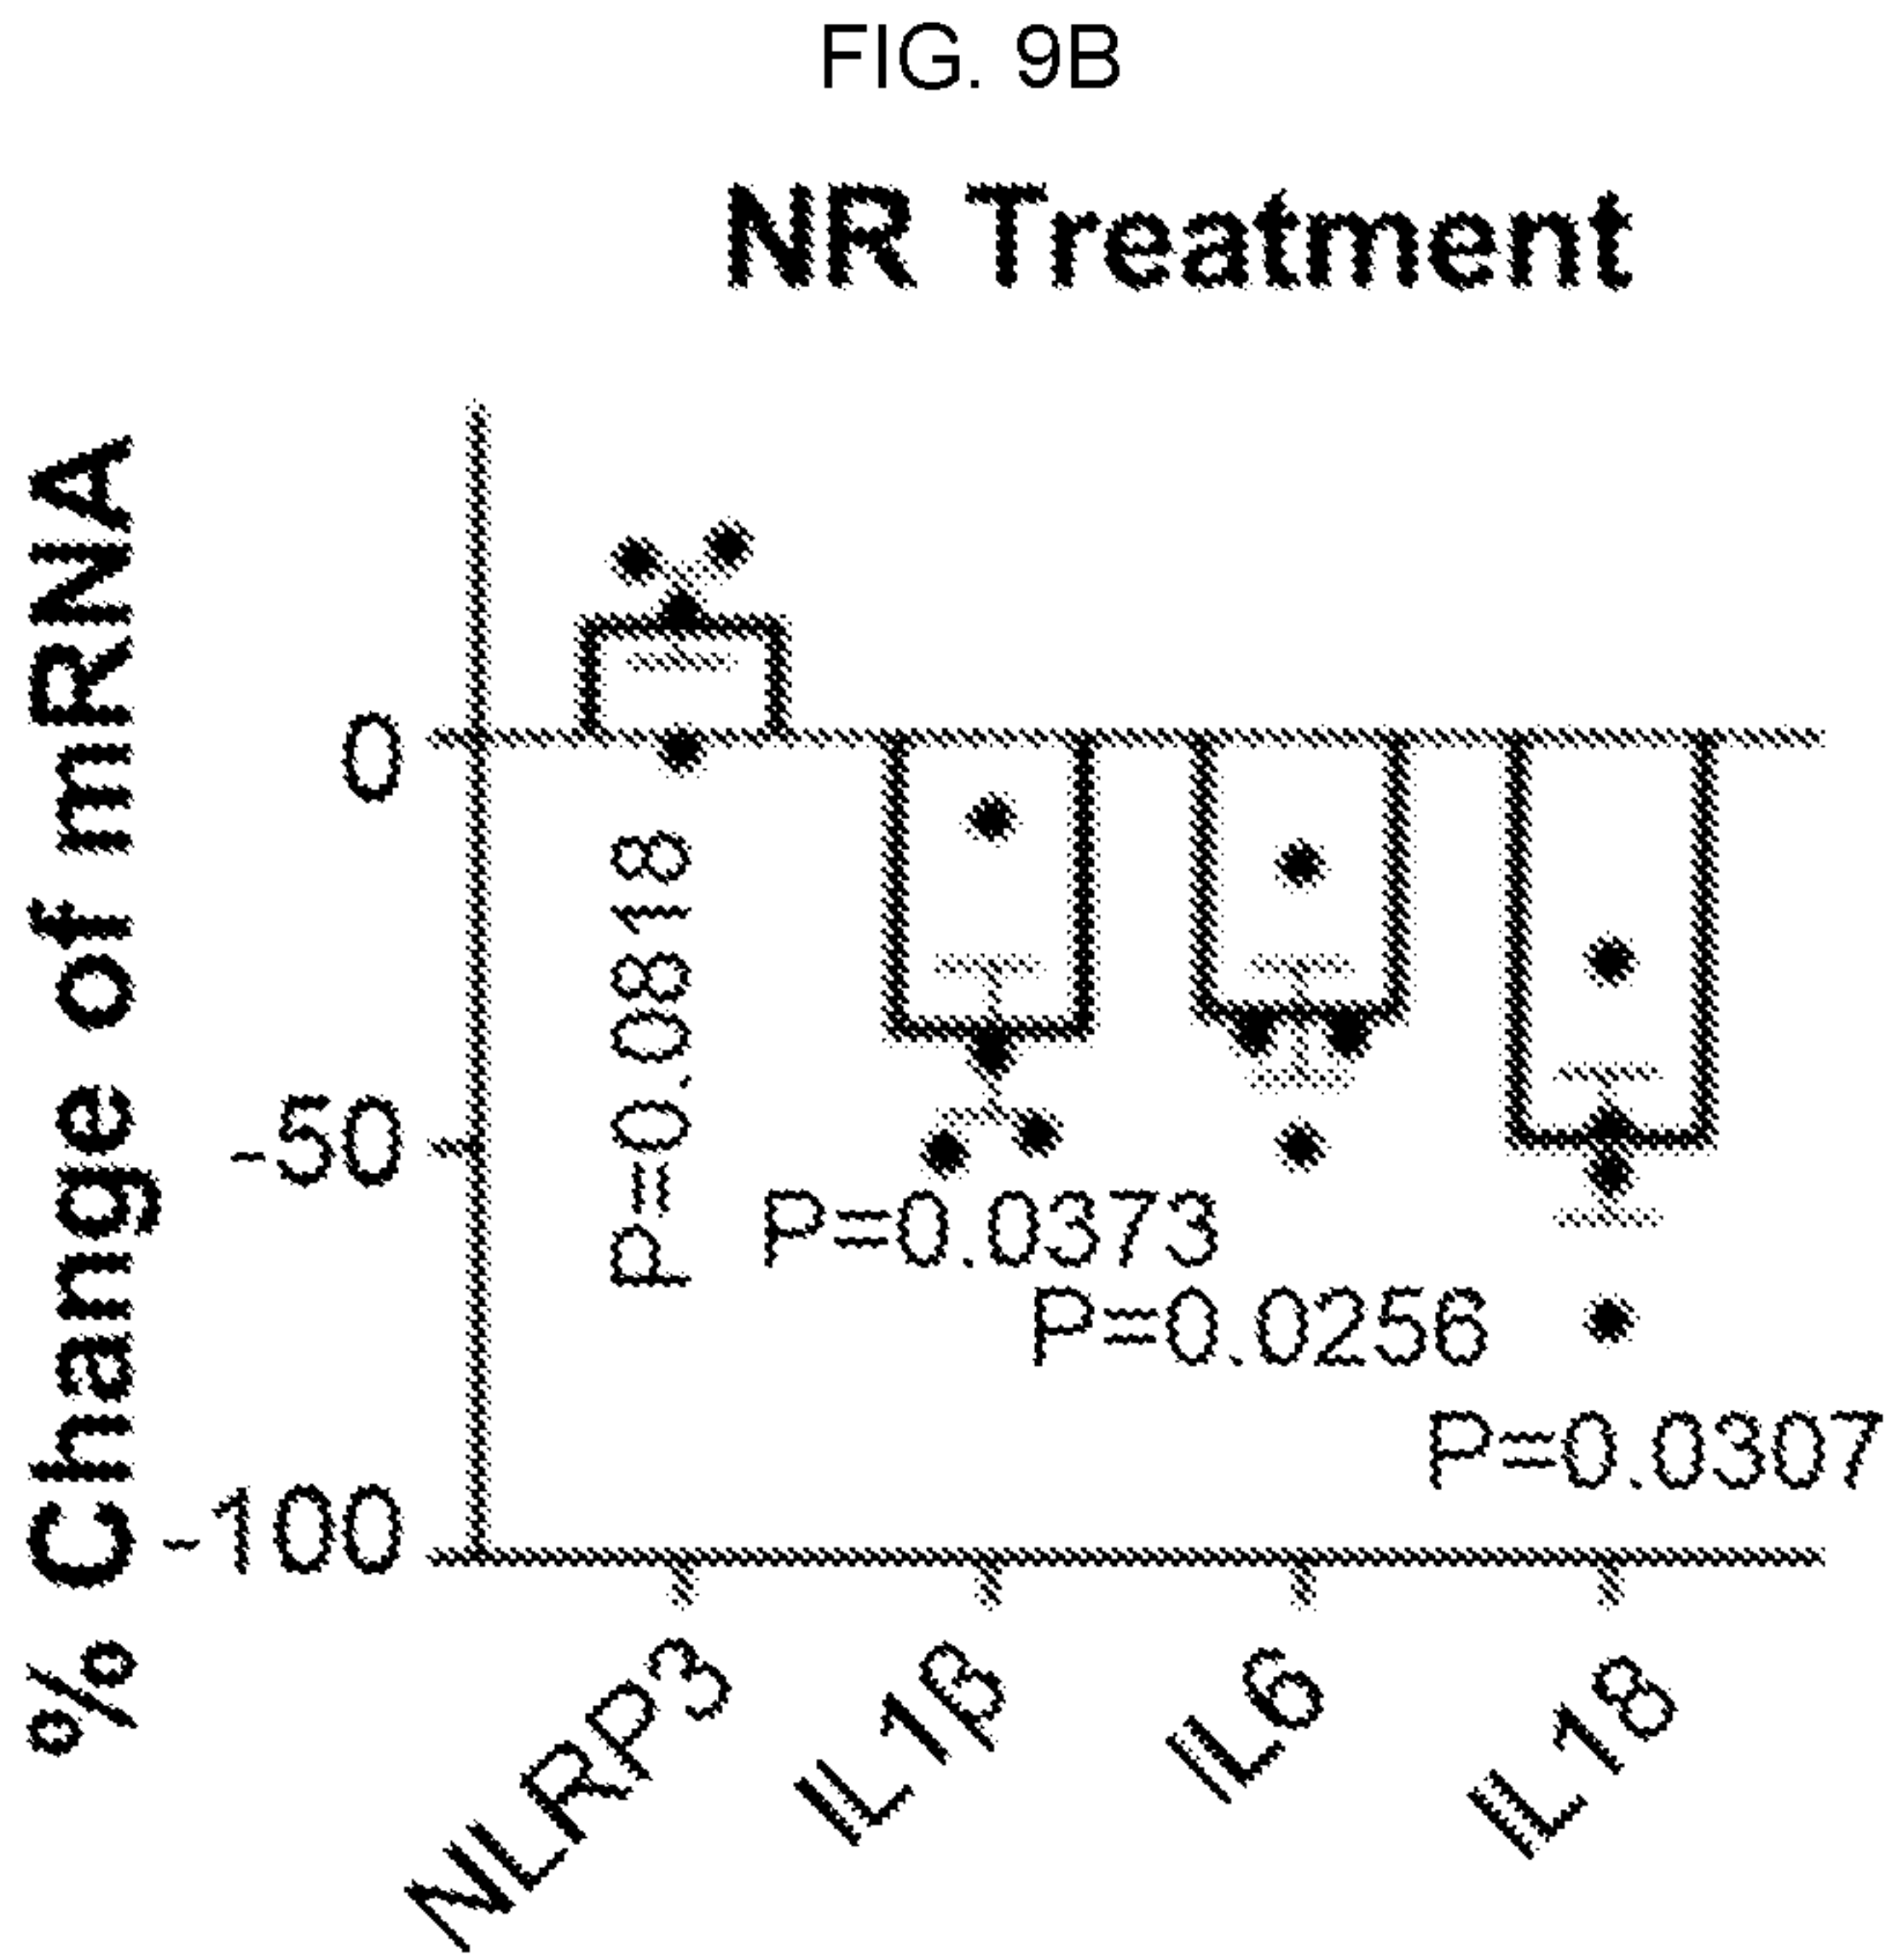 FIG. 9B
NR Treatment
% Change of mRNA
0
-50
-100
P=0.0818
P=0.0373
P=0.0256
P=0.0307
NLRP3
IL1β
IL6
IL18